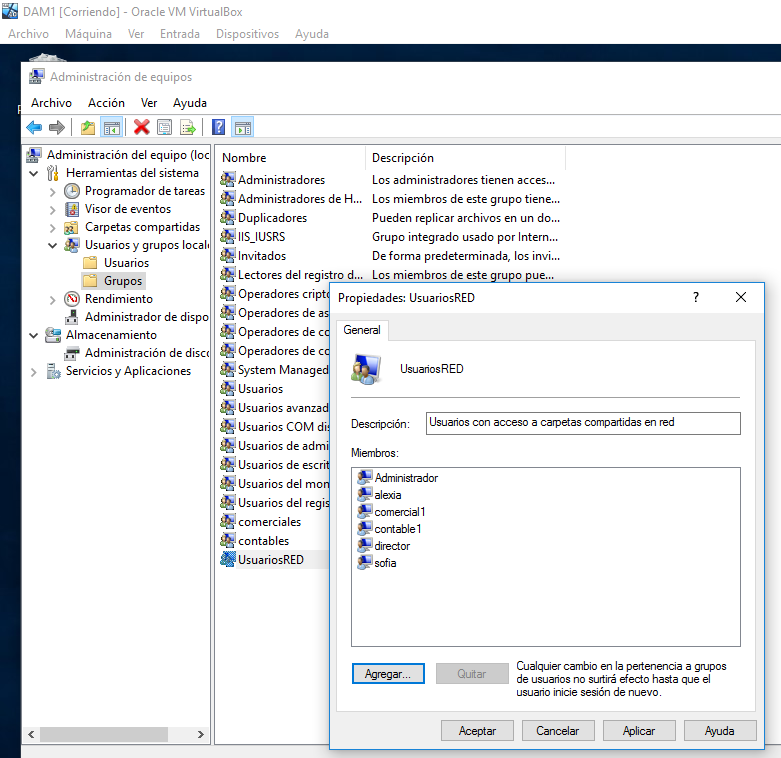 DAM1 [Corriendo] - Oracle VM VirtualBox
Archivo Máquina Ver Entrada Dispositivos Ayuda
Administración de equipos
Archivo Acción Ver Ayuda
Administración del equipo (loc
Herramientas del sistema
Programador de tareas
Visor de eventos
Carpetas compartidas
Usuarios y grupos locale
Usuarios
Grupos
Rendimiento
Administrador de dispo
Almacenamiento
Administración de disco
Servicios y Aplicaciones
Nombre Descripción
Administradores Los administradores tienen acces...
Administradores de H... Los miembros de este grupo tiene...
Duplicadores Pueden replicar archivos en un do...
IIS_IUSRS Grupo integrado usado por Intern...
Invitados De forma predeterminada, los invi...
Lectores del registro d... Los miembros de este grupo pue...
Operadores cripto
Operadores de as
Operadores de co
Operadores de co
System Managed
Usuarios
Usuarios avanzad
Usuarios COM dis
Usuarios de admi
Usuarios de escrit
Usuarios del mon
Usuarios del regis
comerciales
contables
UsuariosRED
Propiedades: UsuariosRED ?
General
UsuariosRED
Descripción: Usuarios con acceso a carpetas compartidas en red
Miembros:
Administrador
alexia
comercial1
contable1
director
sofia
Agregar... Quitar
Cualquier cambio en la pertenencia a grupos
de usuarios no surtirá efecto hasta que el
usuario inicie sesión de nuevo.
Aceptar Cancelar Aplicar Ayuda